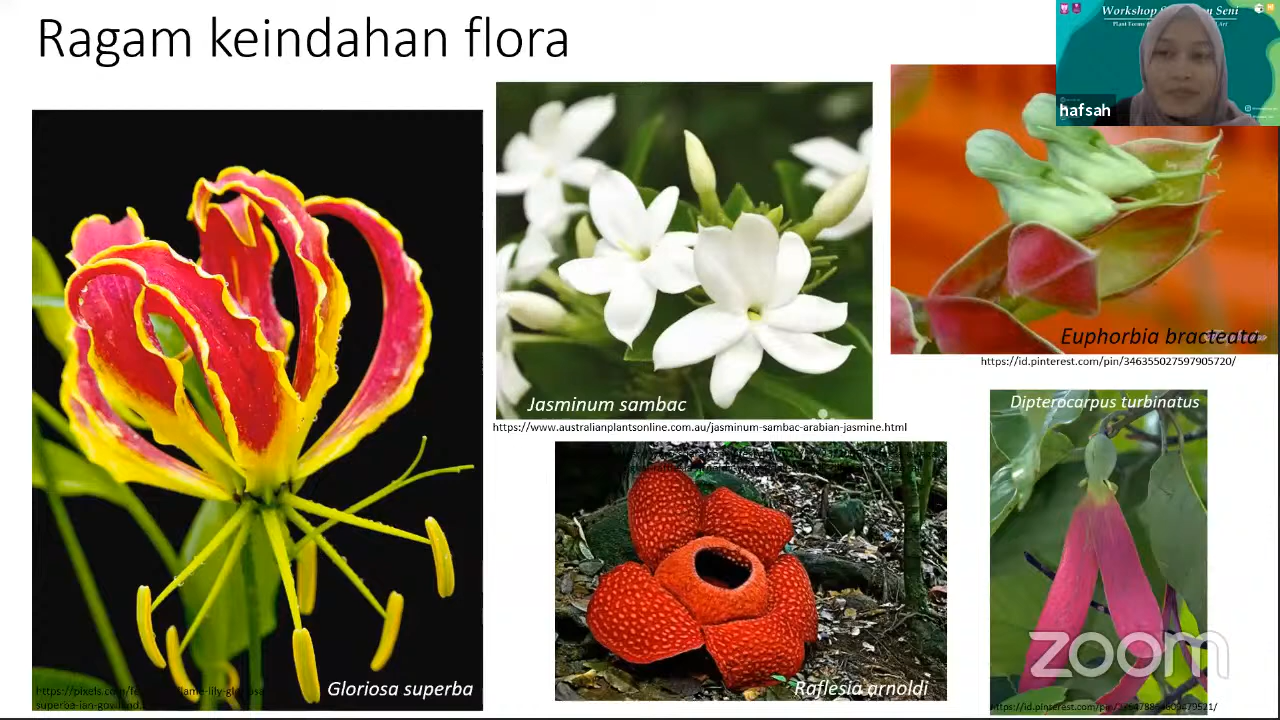 Ragam keindahan flora
hafsah
Euphorbia bracteata
https://id.pinterest.com/pin/346355027597905720/
Jasminum sambac
https://www.australianplantsonline.com.au/jasminum-sambac-arabian-jasmine.html
Dipterocarpus turbinatus
Gloriosa superba
Raflesia arnoldi
zoom